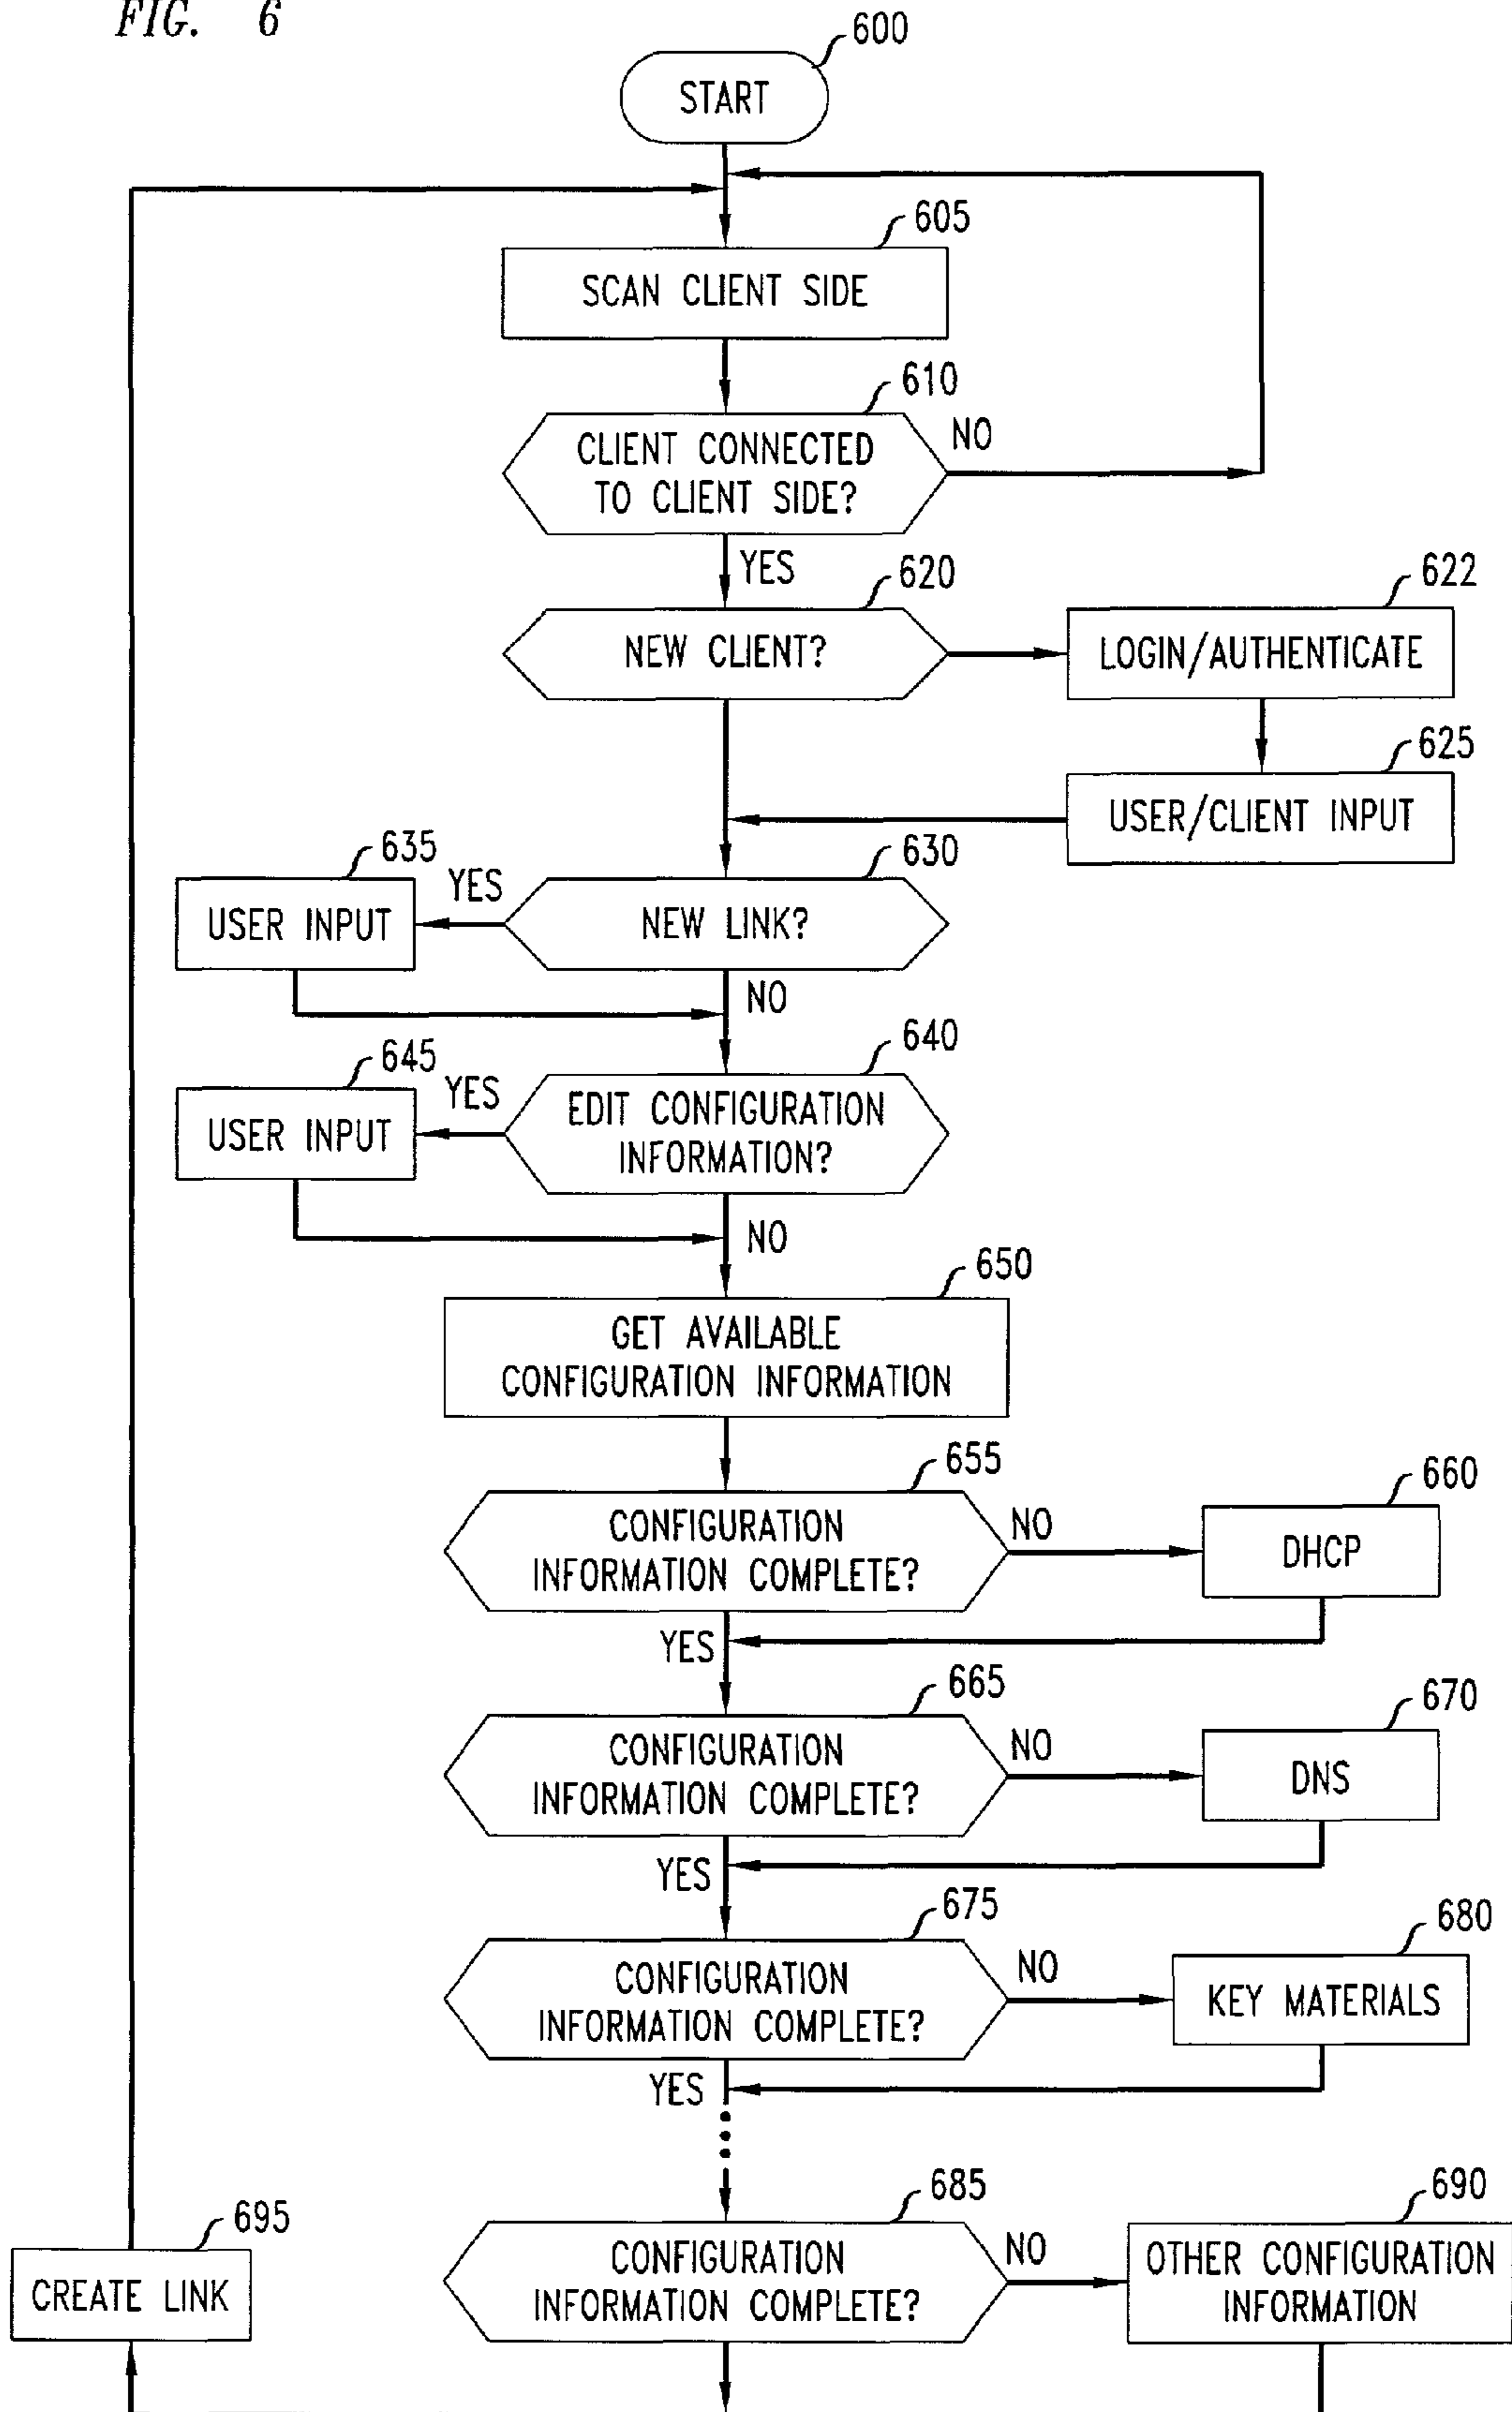 FIG. 6
600
START
605
SCAN CLIENT SIDE
610
CLIENT CONNECTED
TO CLIENT SIDE?
NO
YES
620
NEW CLIENT?
622
LOGIN/AUTHENTICATE
625
USER/CLIENT INPUT
635
USER INPUT
YES
630
NEW LINK?
NO
645
USER INPUT
YES
640
EDIT CONFIGURATION
INFORMATION?
NO
650
GET AVAILABLE
CONFIGURATION INFORMATION
655
CONFIGURATION
INFORMATION COMPLETE?
NO
660
DHCP
YES
665
CONFIGURATION
INFORMATION COMPLETE?
NO
670
DNS
YES
675
CONFIGURATION
INFORMATION COMPLETE?
NO
680
KEY MATERIALS
YES
685
CONFIGURATION
INFORMATION COMPLETE?
NO
690
OTHER CONFIGURATION
INFORMATION
695
CREATE LINK